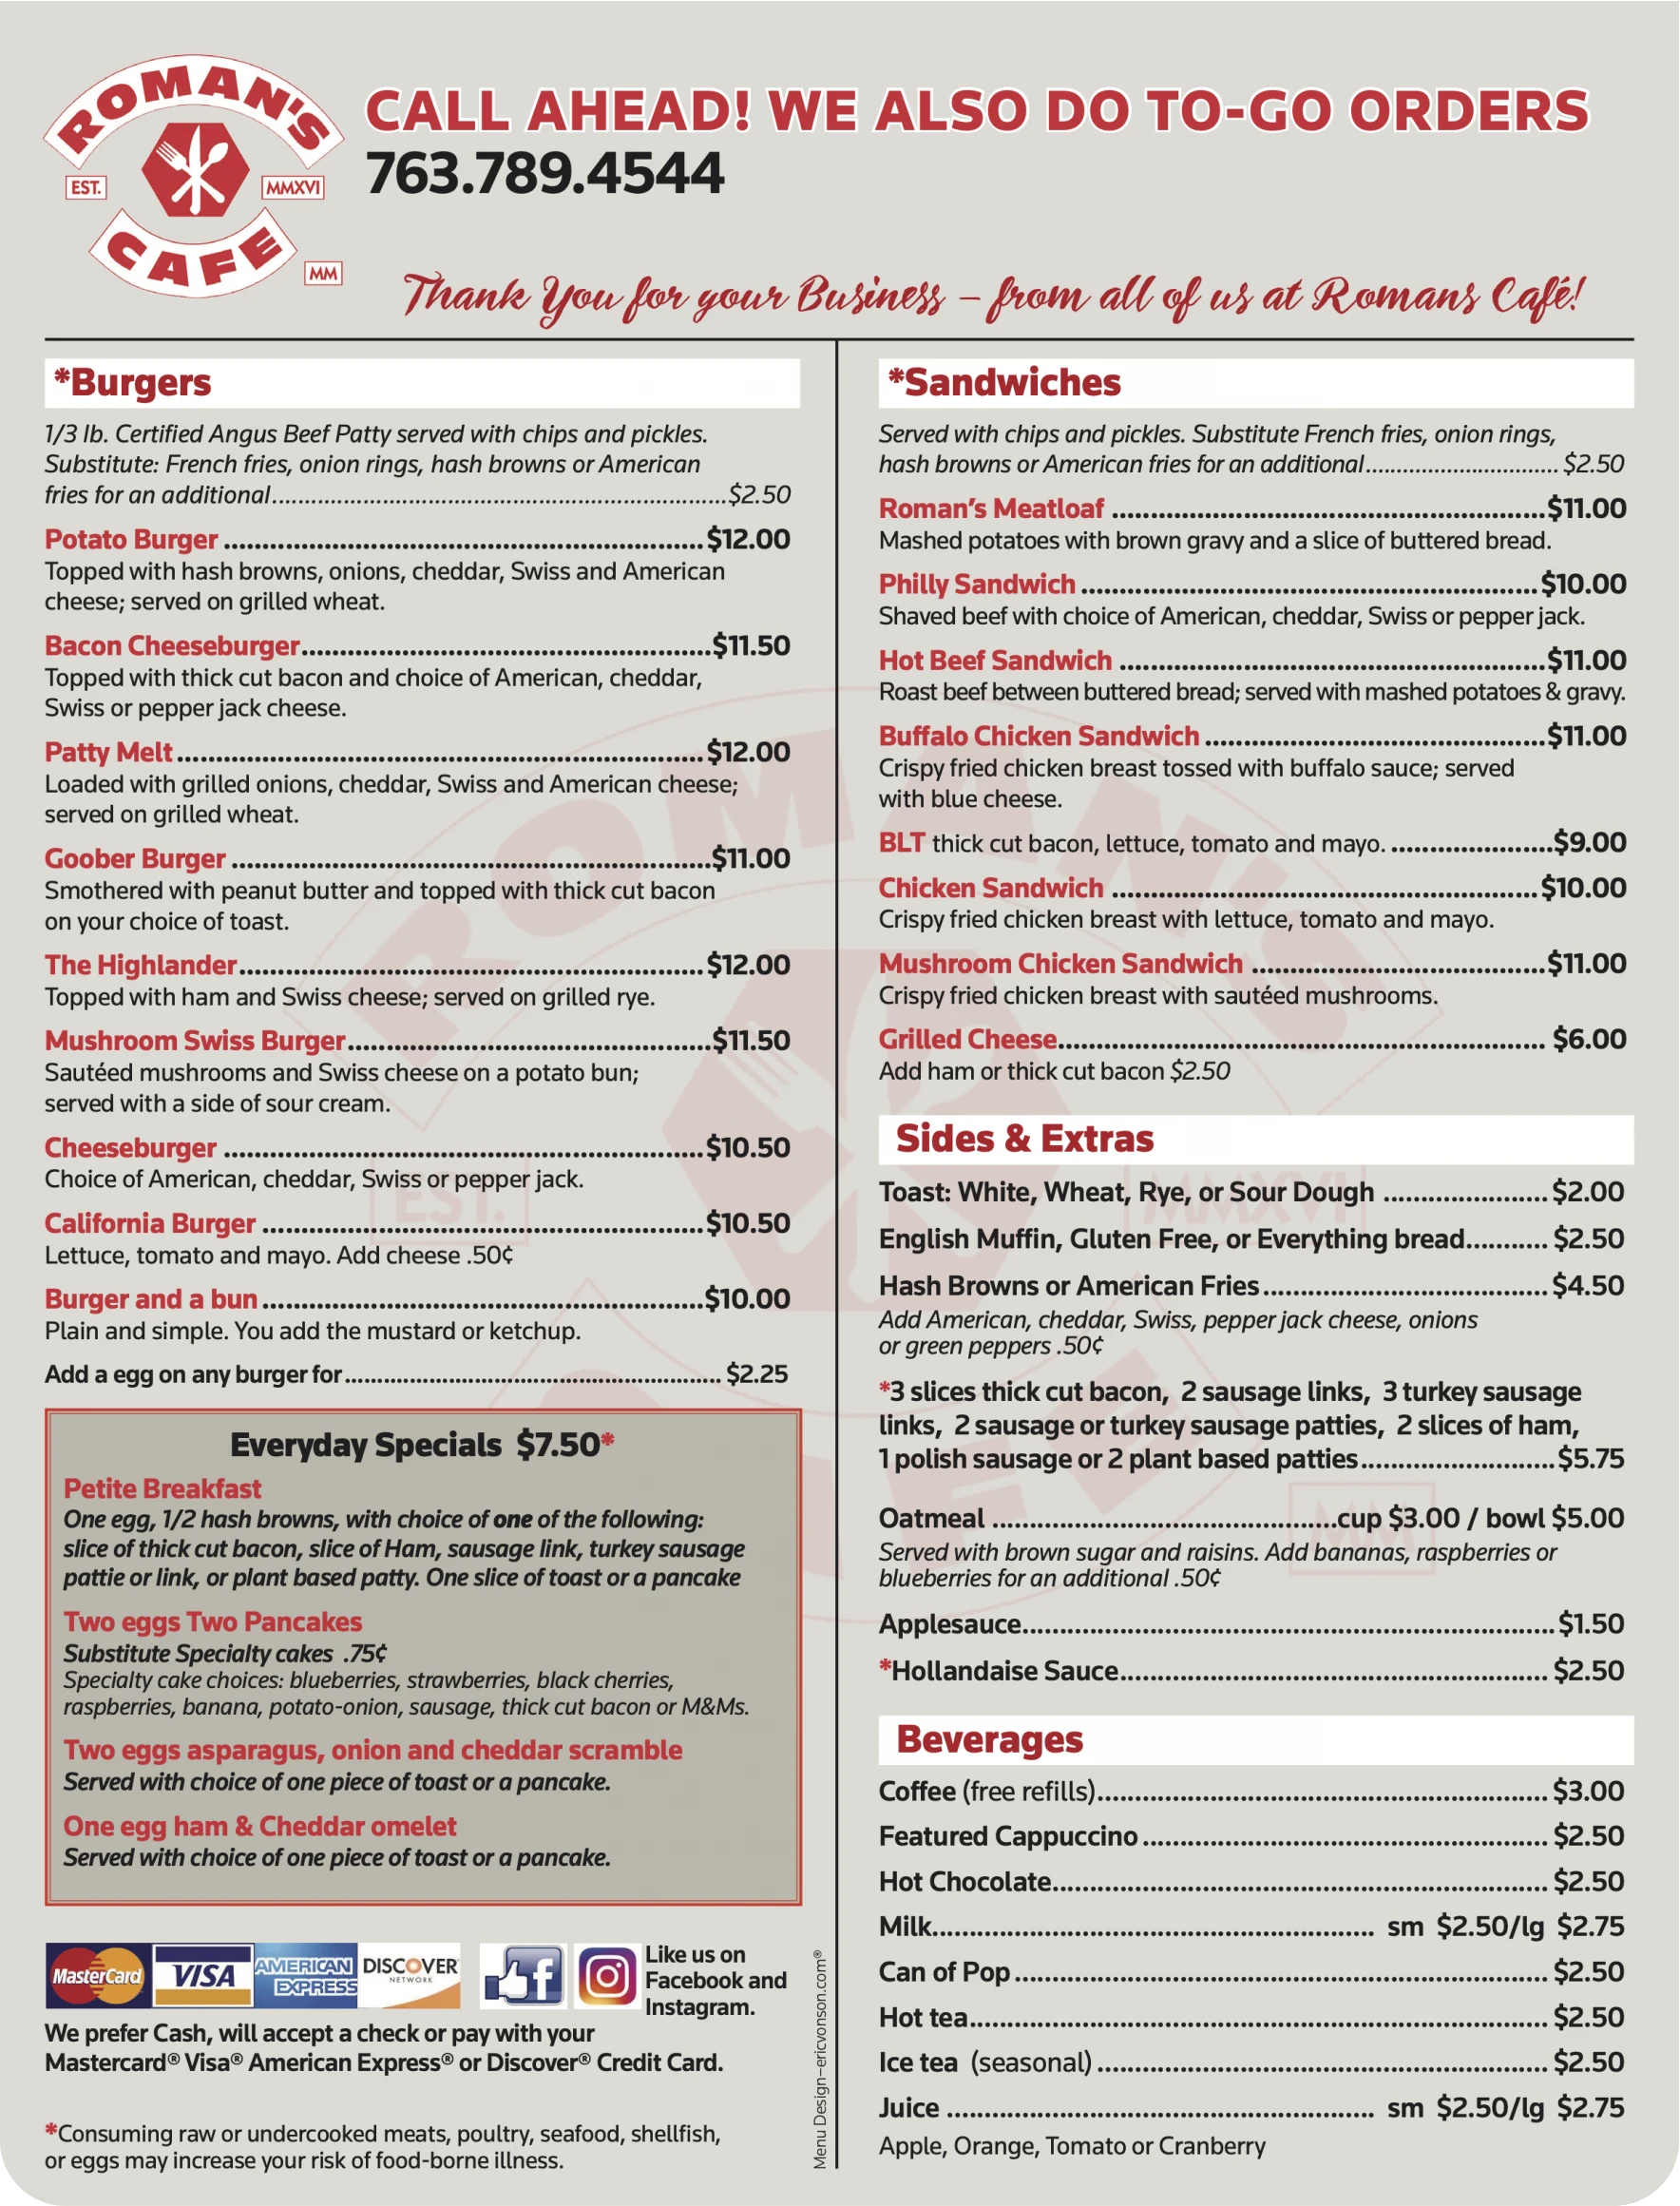 ROMAN'S
EST.
MMXVI
CAFE
MM
CALL AHEAD! WE ALSO DO TO-GO ORDERS
763.789.4544
Thank You for your Business – from all of us at Romans Café!
*Burgers
1/3 lb. Certified Angus Beef Patty served with chips and pickles.
Substitute: French fries, onion rings, hash browns or American
fries for an additional....................$2.50
Potato Burger....................$12.00
Topped with hash browns, onions, cheddar, Swiss and American
cheese; served on grilled wheat.
Bacon Cheeseburger....................$11.50
Topped with thick cut bacon and choice of American, cheddar,
Swiss or pepper jack cheese.
Patty Melt....................$12.00
Loaded with grilled onions, cheddar, Swiss and American cheese;
served on grilled wheat.
Goober Burger....................$11.00
Smothered with peanut butter and topped with thick cut bacon
on your choice of toast.
The Highlander....................$12.00
Topped with ham and Swiss cheese; served on grilled rye.
Mushroom Swiss Burger....................$11.50
Sautéed mushrooms and Swiss cheese on a potato bun;
served with a side of sour cream.
Cheeseburger....................$10.50
Choice of American, cheddar, Swiss or pepper jack.
California Burger....................$10.50
Lettuce, tomato and mayo. Add cheese .50¢
Burger and a bun....................$10.00
Plain and simple. You add the mustard or ketchup.
Add a egg on any burger for....................$2.25
Everyday Specials $7.50*
Petite Breakfast
One egg, 1/2 hash browns, with choice of one of the following:
slice of thick cut bacon, slice of Ham, sausage link, turkey sausage
pattie or link, or plant based patty. One slice of toast or a pancake
Two eggs Two Pancakes
Substitute Specialty cakes .75¢
Specialty cake choices: blueberries, strawberries, black cherries,
raspberries, banana, potato-onion, sausage, thick cut bacon or M&Ms.
Two eggs asparagus, onion and cheddar scramble
Served with choice of one piece of toast or a pancake.
One egg ham & Cheddar omelet
Served with choice of one piece of toast or a pancake.
MasterCard
VISA
AMERICAN
EXPRESS
DISCOVER
NETWORK
f
Like us on
Facebook and
Instagram.
We prefer Cash, will accept a check or pay with your
Mastercard® Visa® American Express® or Discover® Credit Card.
*Consuming raw or undercooked meats, poultry, seafood, shellfish,
or eggs may increase your risk of food-borne illness.
Menu Design–ericvonson.com®
*Sandwiches
Served with chips and pickles. Substitute French fries, onion rings,
hash browns or American fries for an additional....................$2.50
Roman's Meatloaf....................$11.00
Mashed potatoes with brown gravy and a slice of buttered bread.
Philly Sandwich....................$10.00
Shaved beef with choice of American, cheddar, Swiss or pepper jack.
Hot Beef Sandwich....................$11.00
Roast beef between buttered bread; served with mashed potatoes & gravy.
Buffalo Chicken Sandwich....................$11.00
Crispy fried chicken breast tossed with buffalo sauce; served
with blue cheese.
BLT thick cut bacon, lettuce, tomato and mayo.....................$9.00
Chicken Sandwich....................$10.00
Crispy fried chicken breast with lettuce, tomato and mayo.
Mushroom Chicken Sandwich....................$11.00
Crispy fried chicken breast with sautéed mushrooms.
Grilled Cheese....................$6.00
Add ham or thick cut bacon $2.50
Sides & Extras
Toast: White, Wheat, Rye, or Sour Dough....................$2.00
English Muffin, Gluten Free, or Everything bread...........$2.50
Hash Browns or American Fries....................$4.50
Add American, cheddar, Swiss, pepper jack cheese, onions
or green peppers .50¢
*3 slices thick cut bacon, 2 sausage links, 3 turkey sausage
links, 2 sausage or turkey sausage patties, 2 slices of ham,
1 polish sausage or 2 plant based patties....................$5.75
Oatmeal....................cup $3.00 / bowl $5.00
Served with brown sugar and raisins. Add bananas, raspberries or
blueberries for an additional .50¢
Applesauce....................$1.50
*Hollandaise Sauce....................$2.50
Beverages
Coffee (free refills)....................$3.00
Featured Cappuccino....................$2.50
Hot Chocolate....................$2.50
Milk....................sm $2.50/lg $2.75
Can of Pop....................$2.50
Hot tea....................$2.50
Ice tea (seasonal)....................$2.50
Juice....................sm $2.50/lg $2.75
Apple, Orange, Tomato or Cranberry